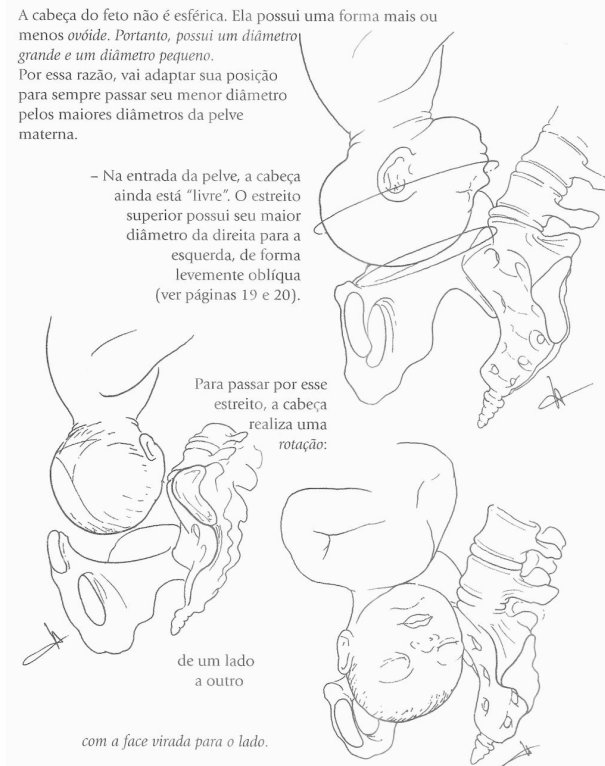 A cabeça do feto não é esférica. Ela possui uma forma mais ou
menos ovóide. Portanto, possui um diâmetro
grande e um diâmetro pequeno.
Por essa razão, vai adaptar sua posição
para sempre passar seu menor diâmetro
pelos maiores diâmetros da pelve
materna.
– Na entrada da pelve, a cabeça
ainda está “livre”. O estreito
superior possui seu maior
diâmetro da direita para a
esquerda, de forma
levemente oblíqua
(ver páginas 19 e 20).
Para passar por esse
estreito, a cabeça
realiza uma
rotação:
de um lado
a outro
com a face virada para o lado.